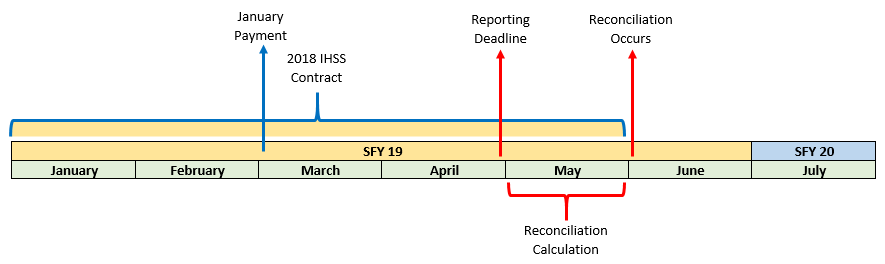 January
Payment
Reporting
Deadline
Reconciliation
Occurs
2018 IHSS
Contract
SFY 19
SFY 20
January
February
March
April
May
June
July
Reconciliation
Calculation